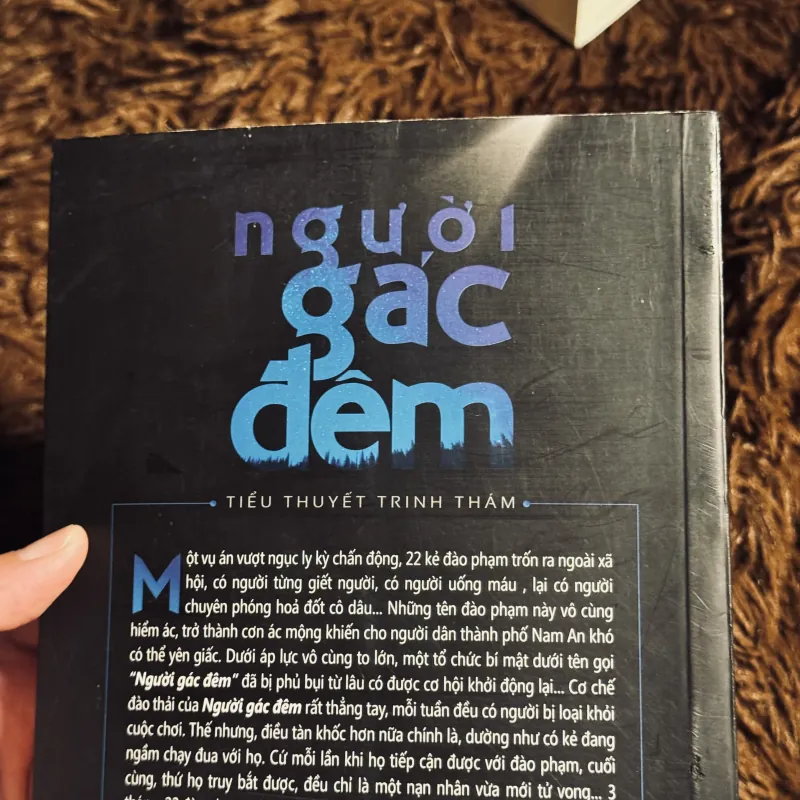 người
gác
đêm
TIỂU THUYẾT TRINH THÁM
Một vụ án vượt ngục ly kỳ chấn động, 22 kẻ đào phạm trốn ra ngoài xã
hội, có người từng giết người, có người uống máu , lại có người
chuyên phóng hoả đốt cô dâu... Những tên đào phạm này vô cùng
hiểm ác, trở thành cơn ác mộng khiến cho người dân thành phố Nam An khó
có thể yên giấc. Dưới áp lực vô cùng to lớn, một tổ chức bí mật dưới tên gọi
"Người gác đêm" đã bị phủ bụi từ lâu có được cơ hội khởi động lại... Cơ chế
đào thải của Người gác đêm rất thẳng tay, mỗi tuần đều có người bị loại khỏi
cuộc chơi. Thế nhưng, điều tàn khốc hơn nữa chính là, dường như có kẻ đang
ngầm chạy đua với họ. Cứ mỗi lần khi họ tiếp cận được với đào phạm, cuối
cùng, thứ họ truy bắt được, đều chỉ là một nạn nhân vừa mới tử vong... 3